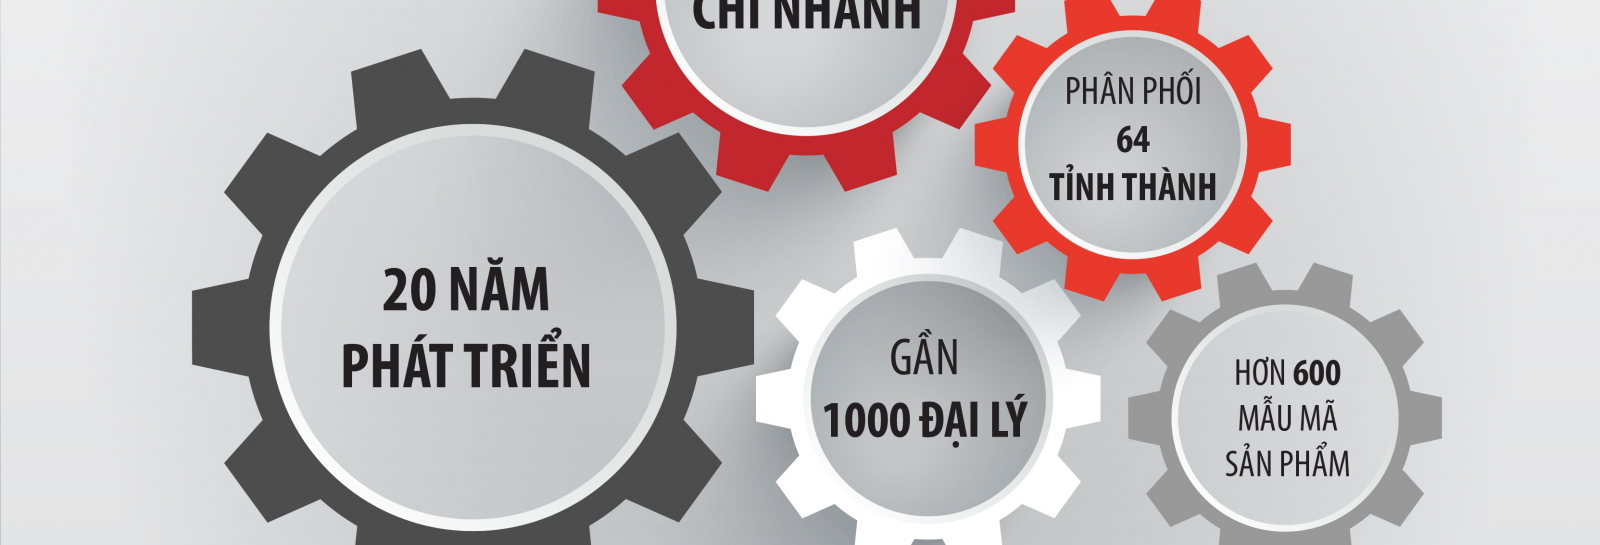 CHI NHÁNH
PHÂN PHỐI
64
TỈNH THÀNH
20 NĂM
PHÁT TRIỂN
GẦN
1000 ĐẠI LÝ
HƠN 600
MẪU MÃ
SẢN PHẨM